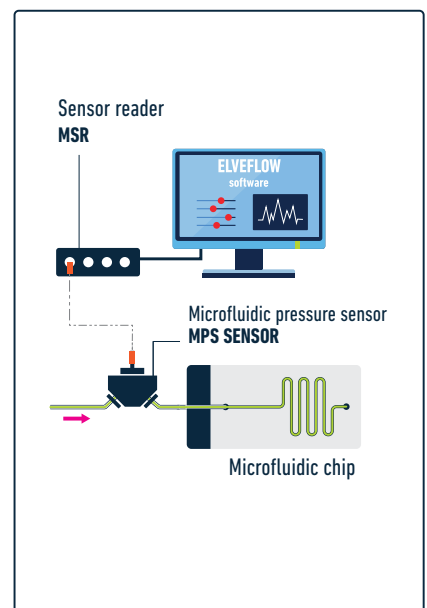 Sensor reader
MSR
ELVEFLOW
software
Microfluidic pressure sensor
MPS SENSOR
Microfluidic chip